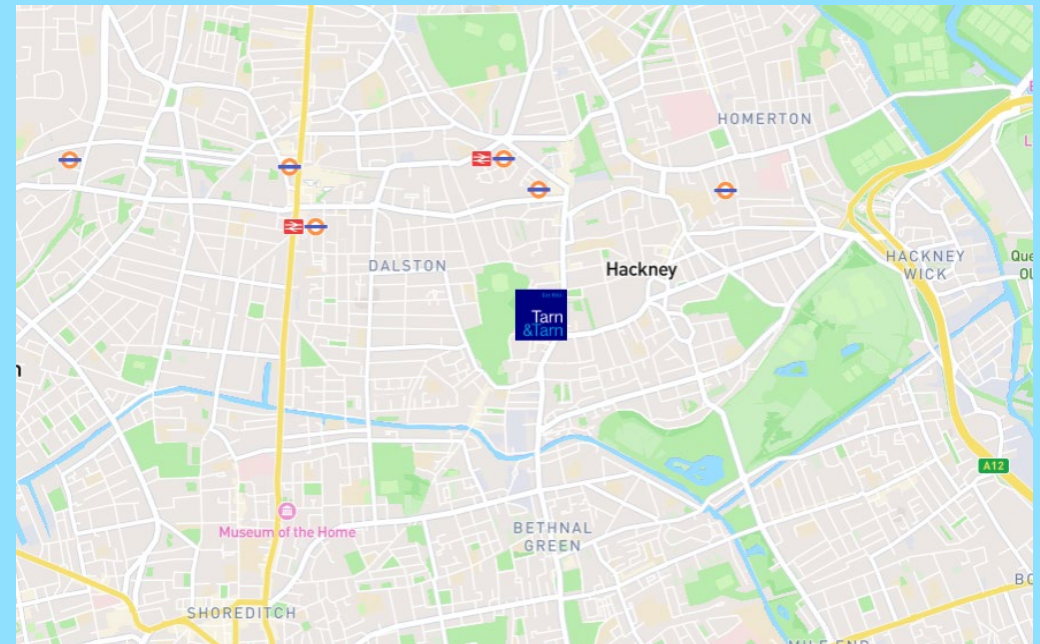 HOMERTON
HACKNEY
WICK
DALSTON
Hackney
Tarn
&Tarn
A12
Museum of the Home
BETHNAL
GREEN
SHOREDITCH